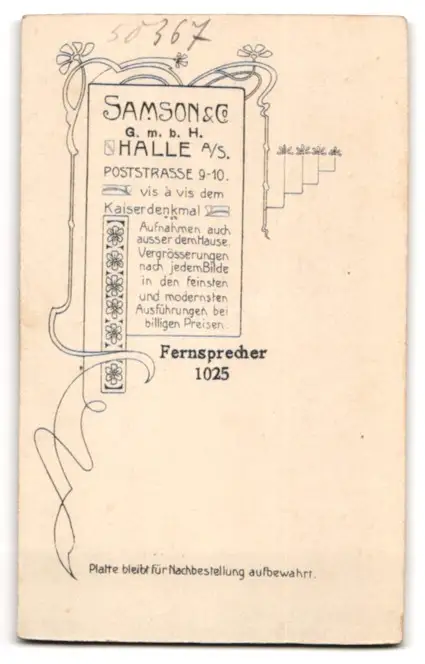 50367
SAMSON & Co
G. m. b. H.
HALLE A/S.
POSTSTRASSE 9-10.
vis à vis dem
Kaiserdenkmal
Aufnahmen auch
ausser dem Hause.
Vergrösserungen
nach jedem Bilde
in den feinsten
und modernsten
Ausführungen bei
billigen Preisen.
Fernsprecher
1025
Platte bleibt für Nachbestellung aufbewahrt.